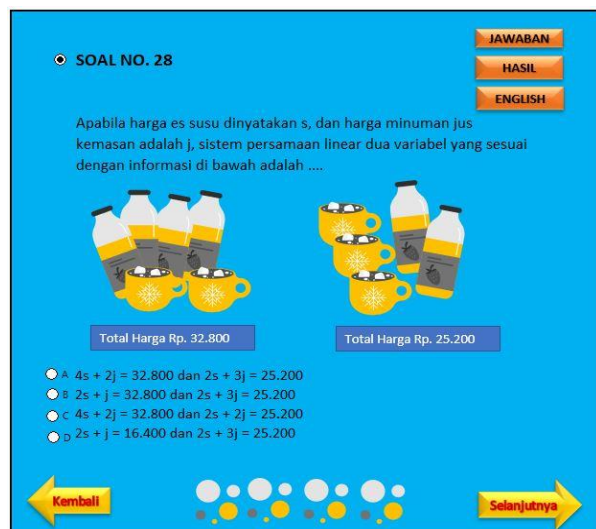 SOAL NO. 28
JAWABAN
HASIL
ENGLISH
Apabila harga es susu dinyatakan s, dan harga minuman jus
kemasan adalah j, sistem persamaan linear dua variabel yang sesuai
dengan informasi di bawah adalah ....
Total Harga Rp. 32.800
Total Harga Rp. 25.200
A 4s + 2j = 32.800 dan 2s + 3j = 25.200
B 2s + j = 32.800 dan 2s + 3j = 25.200
C 4s + 2j = 32.800 dan 2s + 2j = 25.200
D 2s + j = 16.400 dan 2s + 3j = 25.200
Kembali
Selanjutnya